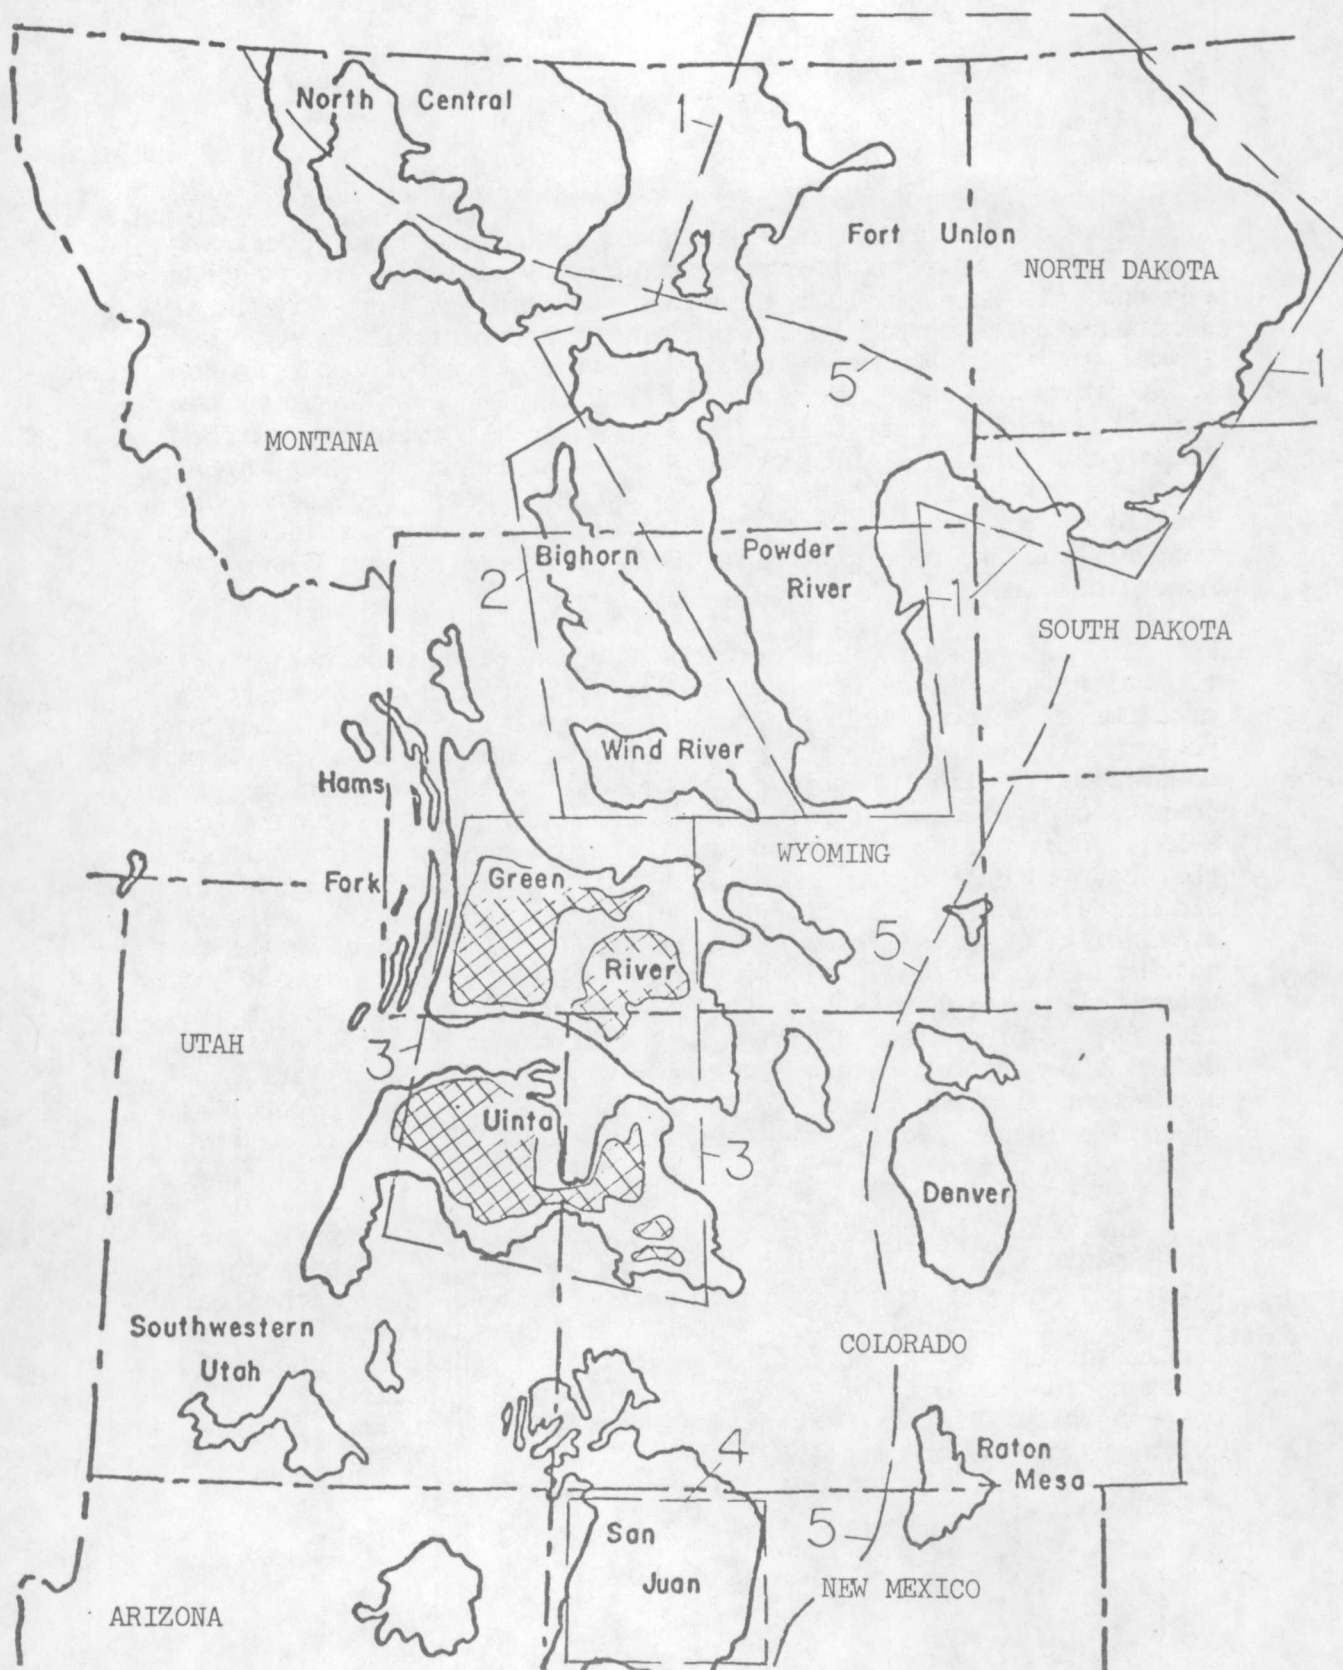 North Central
1
Fort Union
NORTH DAKOTA
5
1
MONTANA
Bighorn
Powder
River
2
1
SOUTH DAKOTA
Wind River
Hams
WYOMING
Fork
Green
5
River
UTAH
3
Uinta
3
Denver
Southwestern
Utah
COLORADO
4
Raton
Mesa
San
5
Juan
NEW MEXICO
ARIZONA